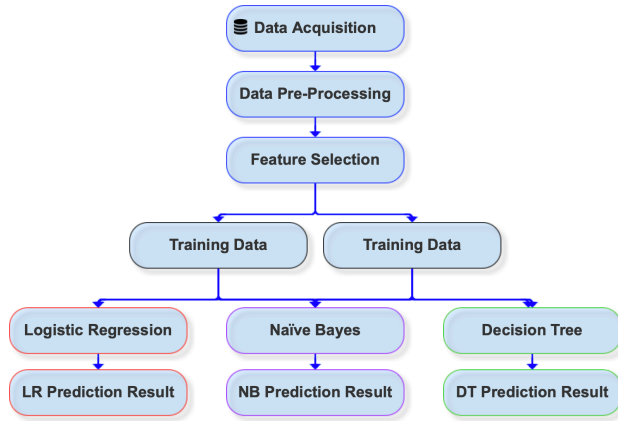 Data Acquisition
Data Pre-Processing
Feature Selection
Training Data
Training Data
Logistic Regression
Naïve Bayes
Decision Tree
LR Prediction Result
NB Prediction Result
DT Prediction Result